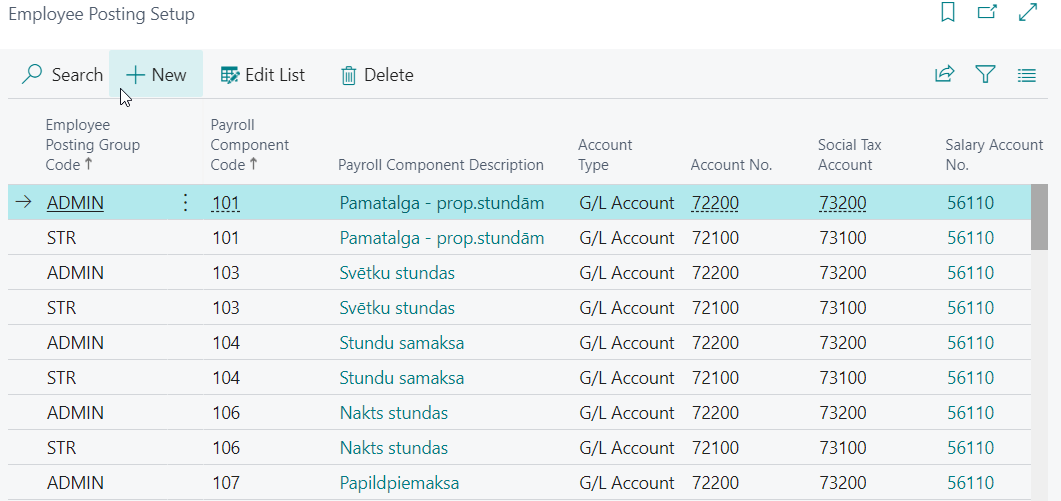 Employee Posting Setup
Search New Edit List Delete
Employee Posting Group Code↑ Payroll Component Code↑ Payroll Component Description Account Type Account No. Social Tax Account Salary Account No.
ADMIN 101 Pamatalga - prop.stundām G/L Account 72200 73200 56110
STR 101 Pamatalga - prop.stundām G/L Account 72100 73100 56110
ADMIN 103 Svētku stundas G/L Account 72200 73200 56110
STR 103 Svētku stundas G/L Account 72100 73100 56110
ADMIN 104 Stundu samaksa G/L Account 72200 73200 56110
STR 104 Stundu samaksa G/L Account 72100 73100 56110
ADMIN 106 Nakts stundas G/L Account 72200 73200 56110
STR 106 Nakts stundas G/L Account 72100 73100 56110
ADMIN 107 Papildpiemaksa G/L Account 72200 73200 56110